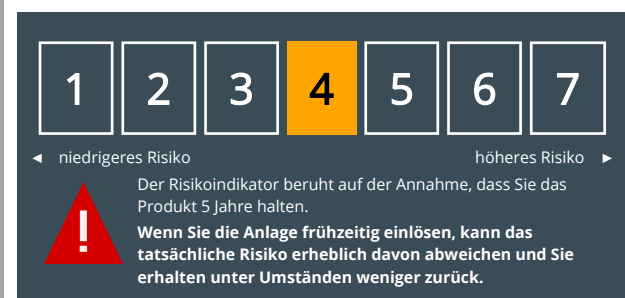 1 2 3 4 5 6 7
◄ niedrigeres Risiko höheres Risiko ►
Der Risikoindikator beruht auf der Annahme, dass Sie das
Produkt 5 Jahre halten.
Wenn Sie die Anlage frühzeitig einlösen, kann das
tatsächliche Risiko erheblich davon abweichen und Sie
erhalten unter Umständen weniger zurück.
!